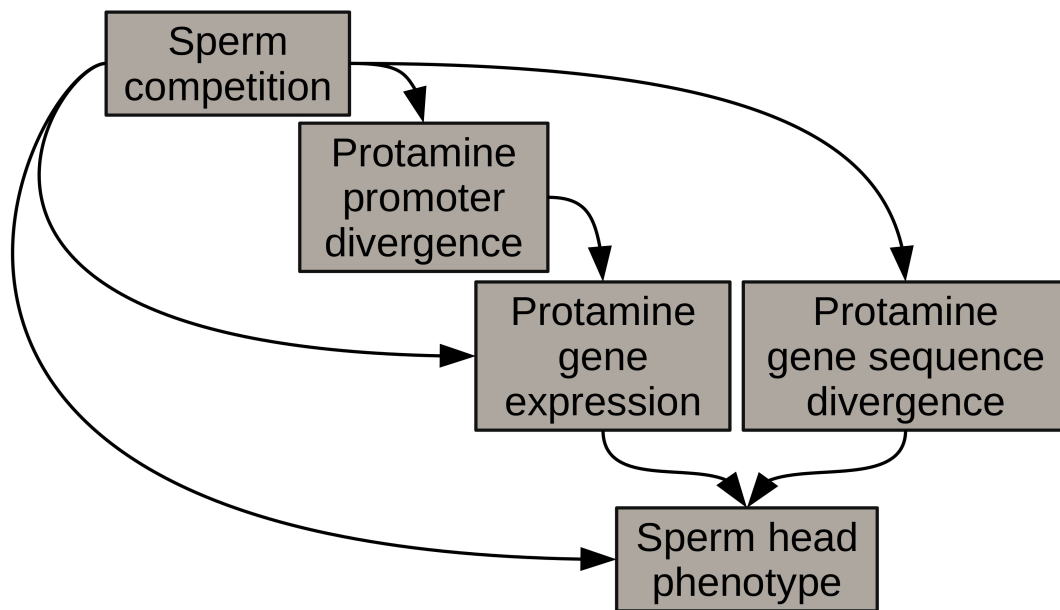 Sperm
competition
Protamine
promoter
divergence
Protamine
gene
expression
Protamine
gene sequence
divergence
Sperm head
phenotype